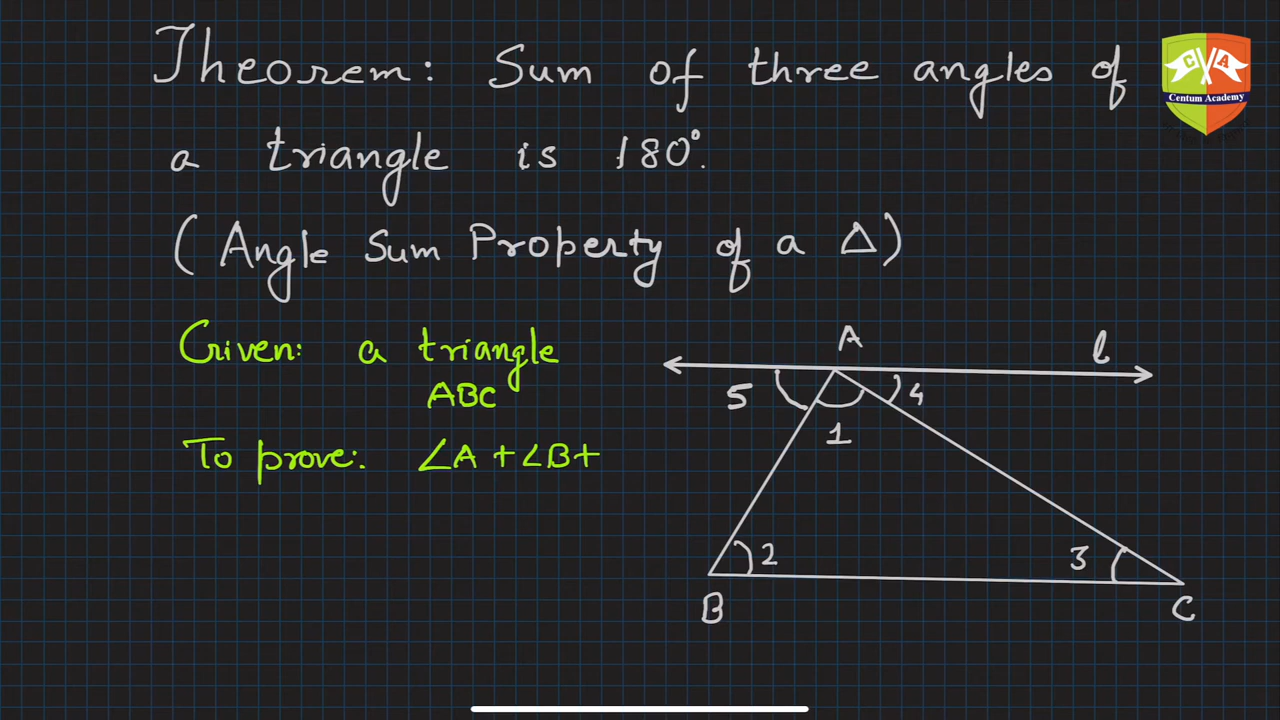 Theorem: Sum of three angles of
a triangle is 180°.
(Angle Sum Property of a Δ)
Given: a triangle
ABC
To prove: ∠A +∠B+
C A
Centum Academy
A
l
5
4
1
2
3
B
C